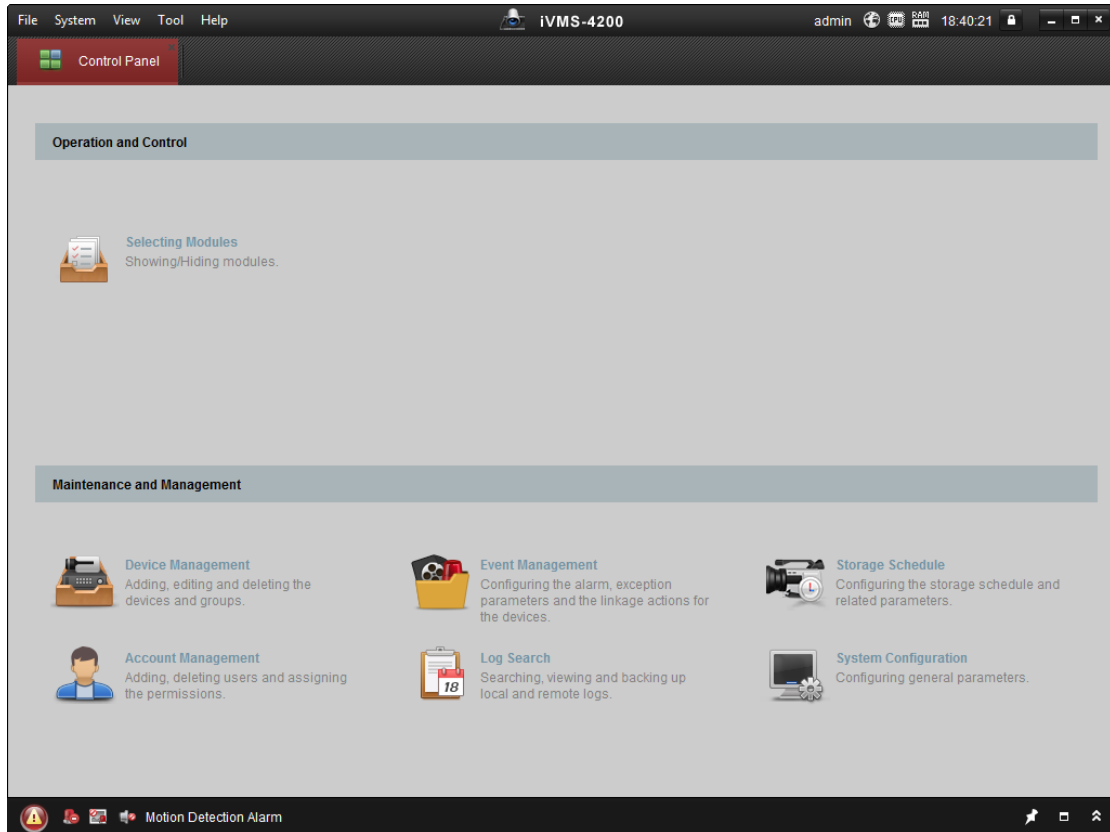 File System View Tool Help iVMS-4200 admin CPU RAM 18:40:21
Control Panel
Operation and Control
Selecting Modules
Showing/Hiding modules.
Maintenance and Management
Device Management
Adding, editing and deleting the
devices and groups.
Event Management
Configuring the alarm, exception
parameters and the linkage actions for
the devices.
Storage Schedule
Configuring the storage schedule and
related parameters.
Account Management
Adding, deleting users and assigning
the permissions.
18
Log Search
Searching, viewing and backing up
local and remote logs.
System Configuration
Configuring general parameters.
Motion Detection Alarm